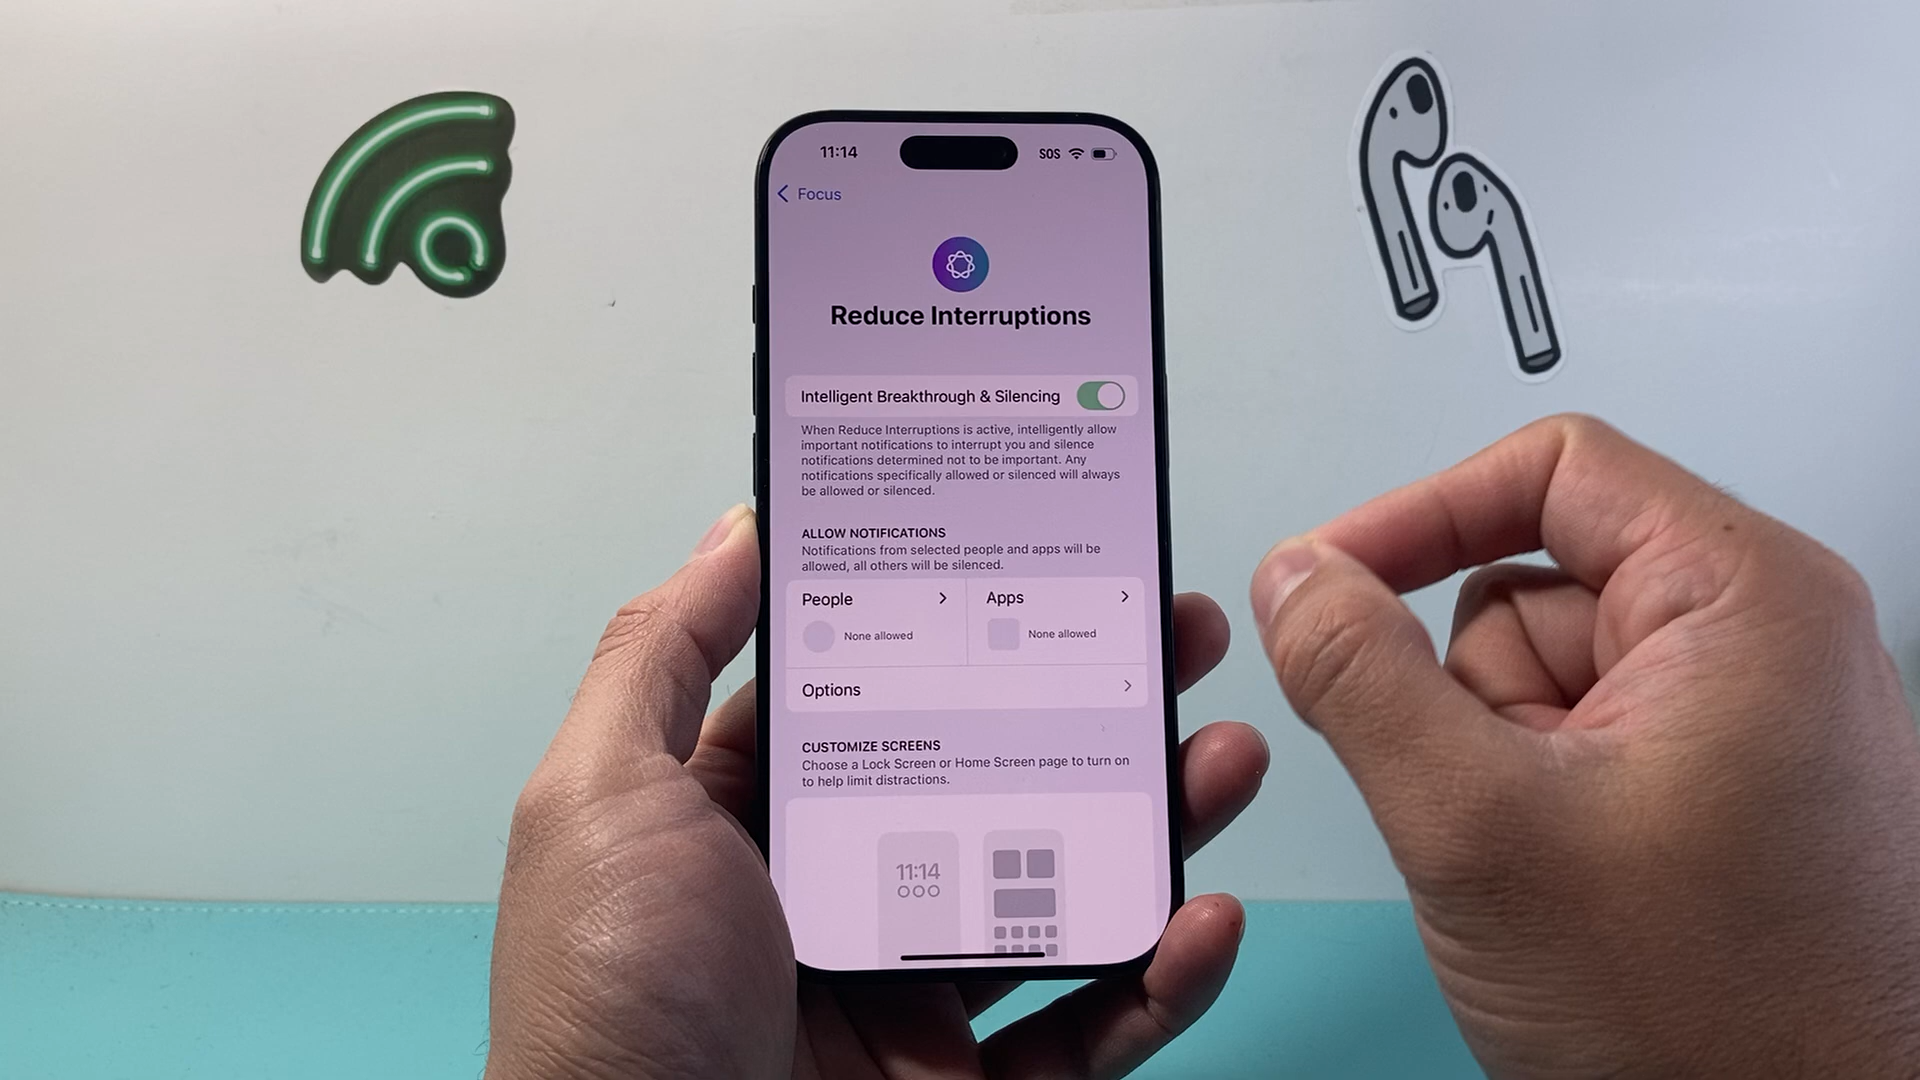 11:14
SOS
Focus
Reduce Interruptions
Intelligent Breakthrough & Silencing
When Reduce Interruptions is active, intelligently allow
important notifications to interrupt you and silence
notifications determined not to be important. Any
notifications specifically allowed or silenced will always
be allowed or silenced.
ALLOW NOTIFICATIONS
Notifications from selected people and apps will be
allowed, all others will be silenced.
People
None allowed
Apps
None allowed
Options
CUSTOMIZE SCREENS
Choose a Lock Screen or Home Screen page to turn on
to help limit distractions.
11:14